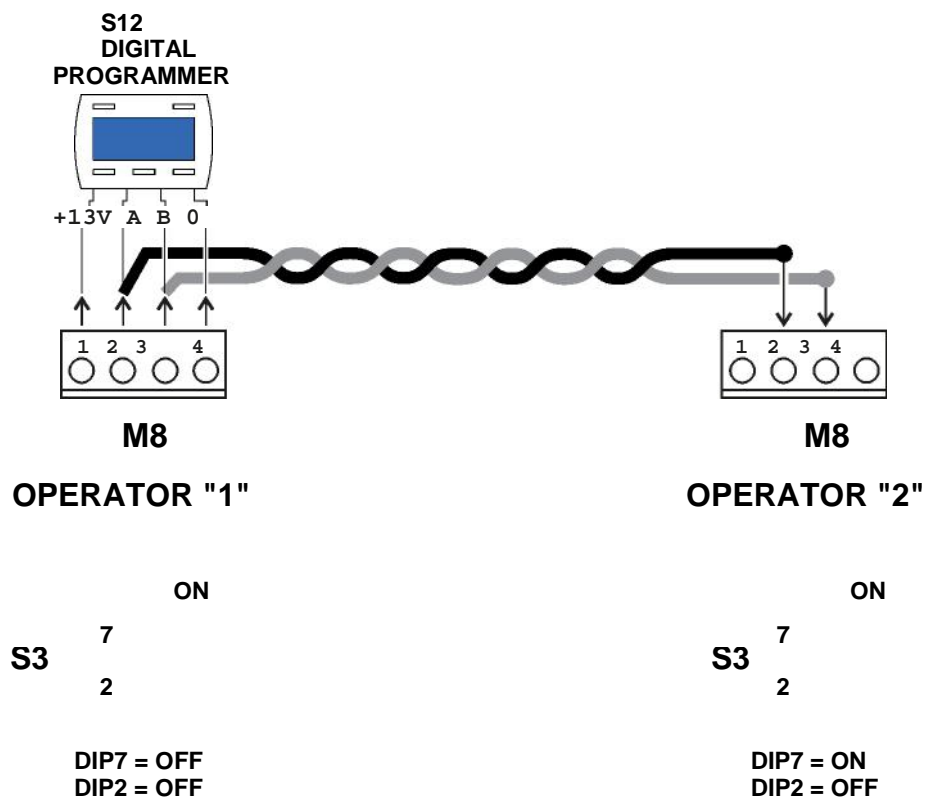 S12
DIGITAL
PROGRAMMER
+13V A B 0
1 2 3 4
1 2 3 4
M8
M8
OPERATOR "1"
OPERATOR "2"
ON
ON
7
7
S3
S3
2
2
DIP7 = OFF
DIP2 = OFF
DIP7 = ON
DIP2 = OFF